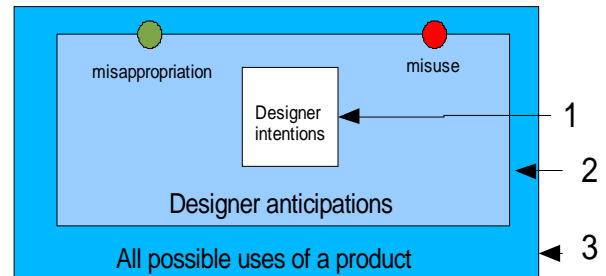 misappropriation
misuse
Designer
intentions
1
2
Designer anticipations
All possible uses of a product
3